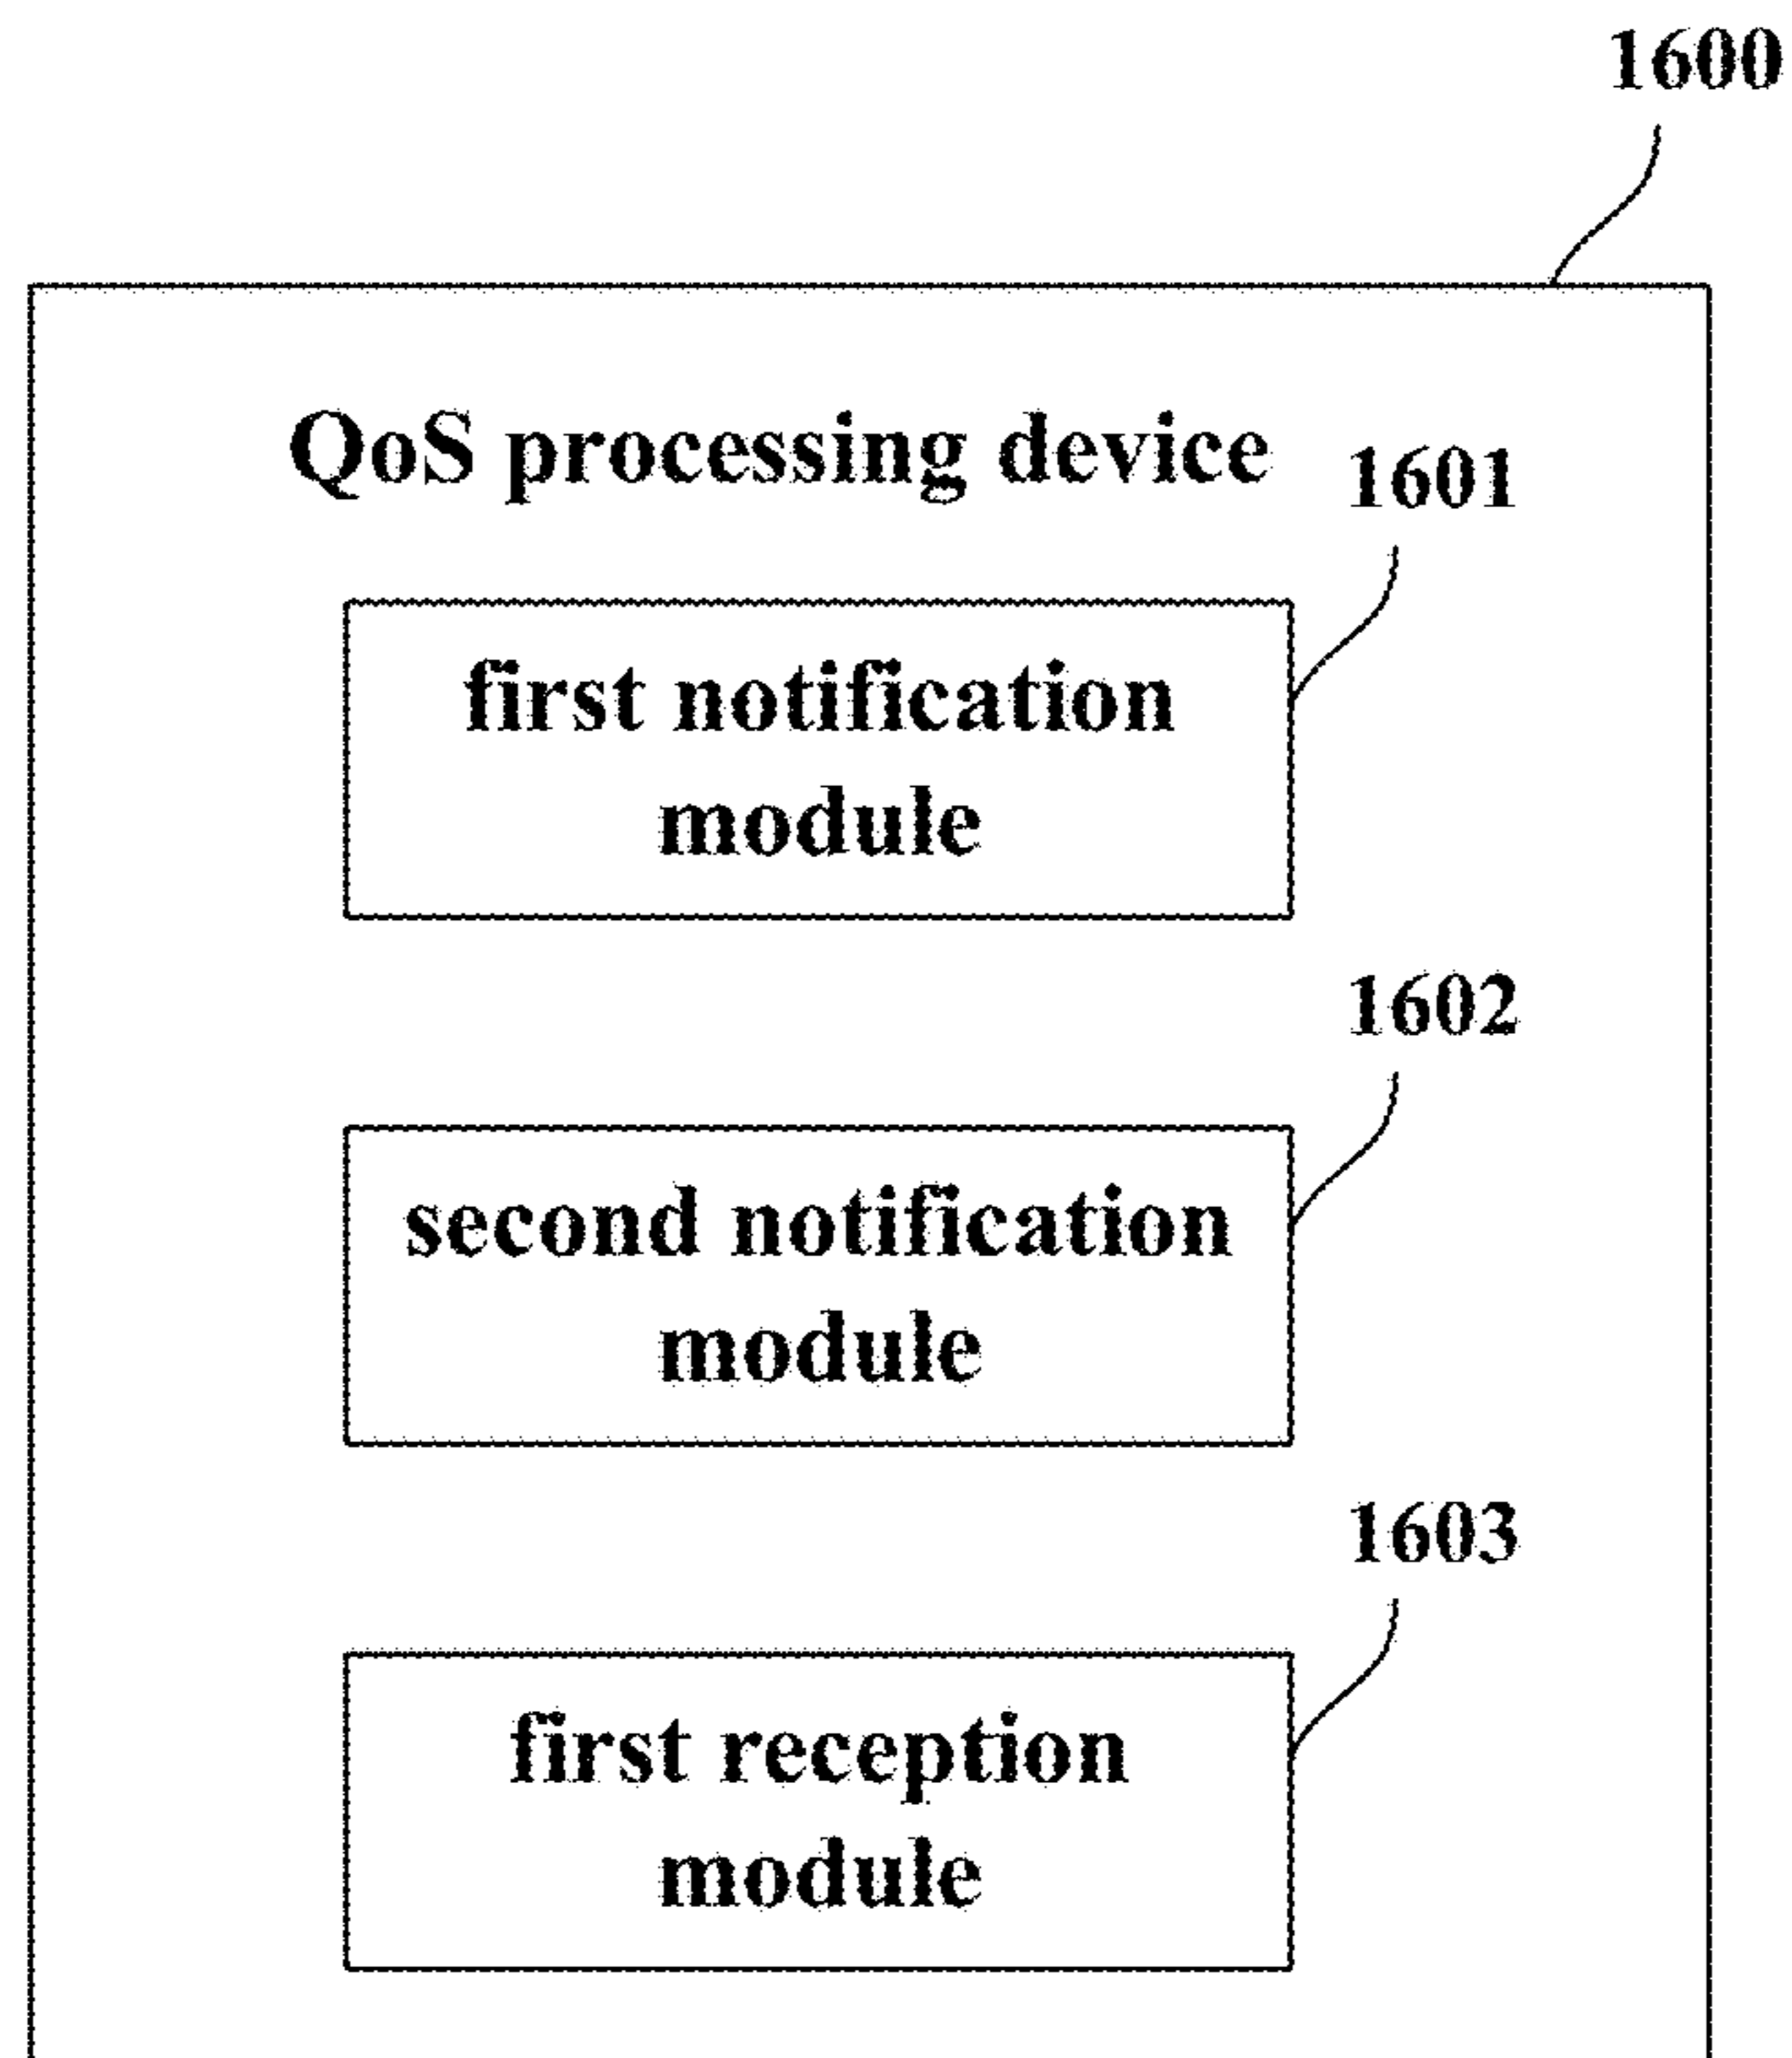 1600
QoS processing device
1601
first notification
module
1602
second notification
module
1603
first reception
module